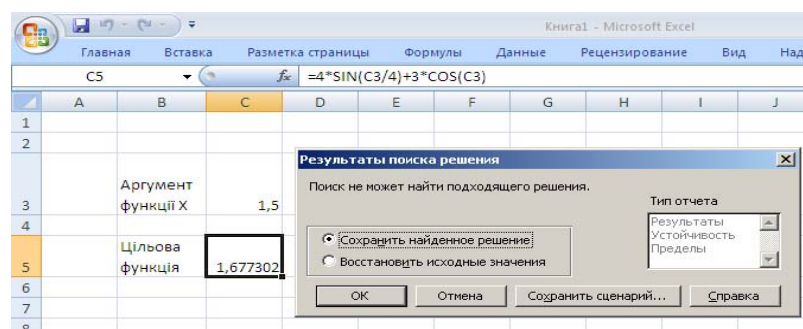 Книга1 - Microsoft Excel
Главная Вставка Разметка страницы Формулы Данные Рецензирование Вид Над
C5 fx =4*SIN(C3/4)+3*COS(C3)
A B C D E F G H I J
1
2
Результаты поиска решения
Поиск не может найти подходящего решения.
Аргумент
3 функції X 1,5
Тип отчета
Результаты
Устойчивость
Пределы
4
Сохранить найденное решение
Восстановить исходные значения
Цільова
5 функція 1,677302
6
OK Отмена Сохранить сценарий... Справка
7
8